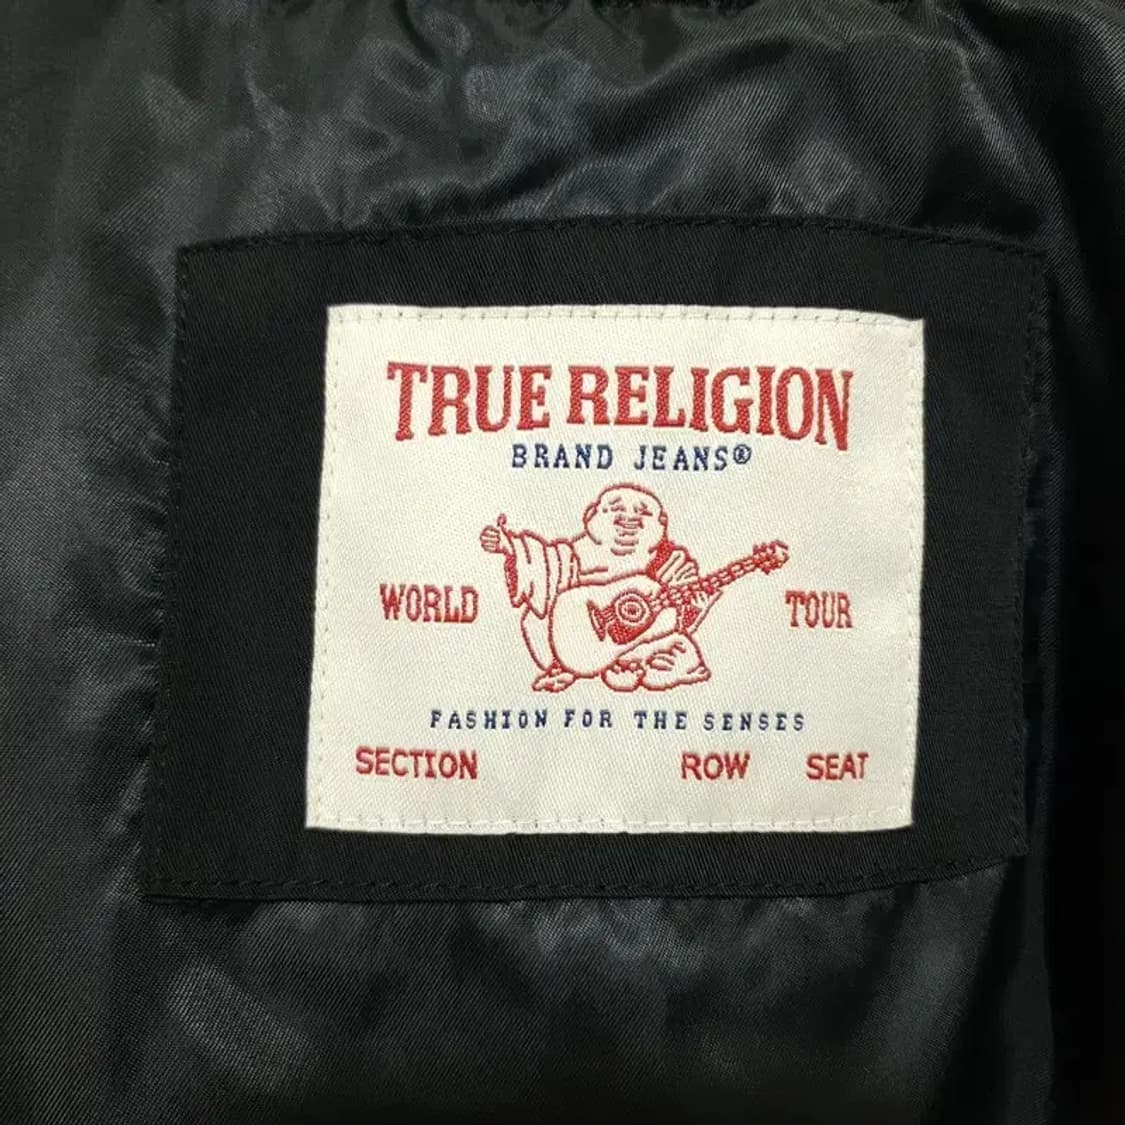 TRUE RELIGION
BRAND JEANS®
WORLD TOUR
FASHION FOR THE SENSES
SECTION ROW SEAT